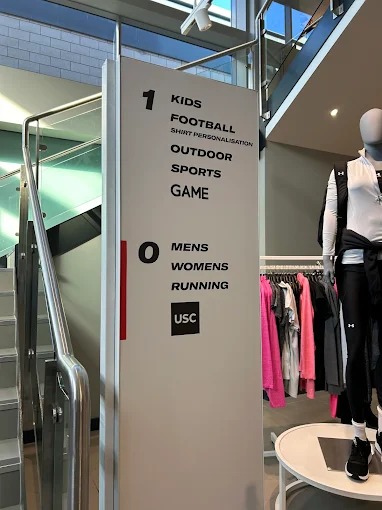 1 KIDS
FOOTBALL
SHIRT PERSONALISATION
OUTDOOR
SPORTS
GAME
0 MENS
WOMENS
RUNNING
USC